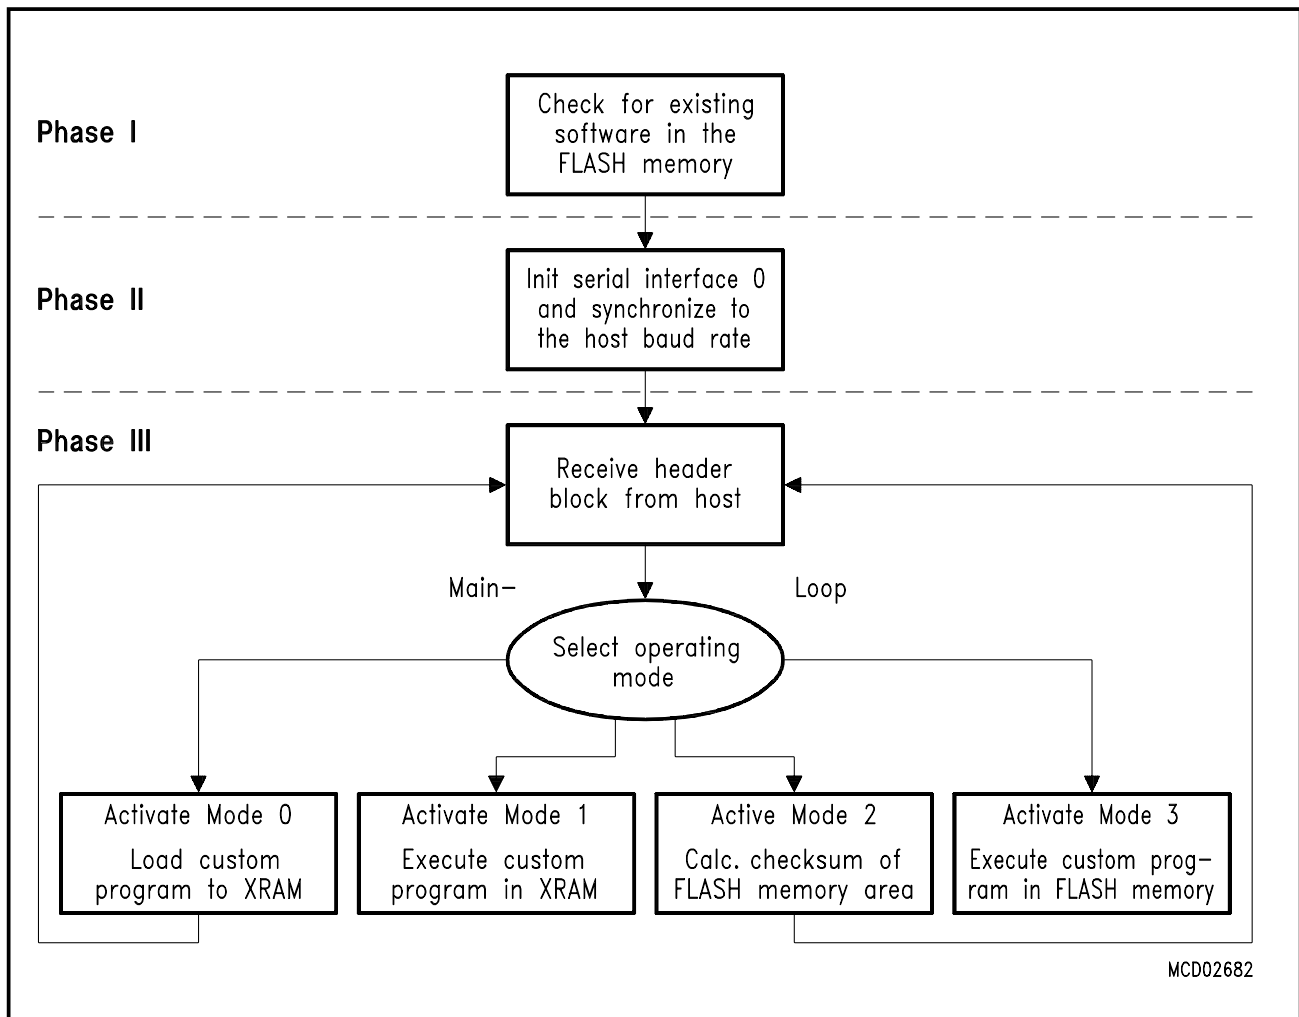 Phase I
Check for existing
software in the
FLASH memory
Phase II
Init serial interface 0
and synchronize to
the host baud rate
Phase III
Receive header
block from host
Main-
Loop
Select operating
mode
Activate Mode 0
Load custom
program to XRAM
Activate Mode 1
Execute custom
program in XRAM
Active Mode 2
Calc. checksum of
FLASH memory area
Activate Mode 3
Execute custom prog-
ram in FLASH memory
MCD02682